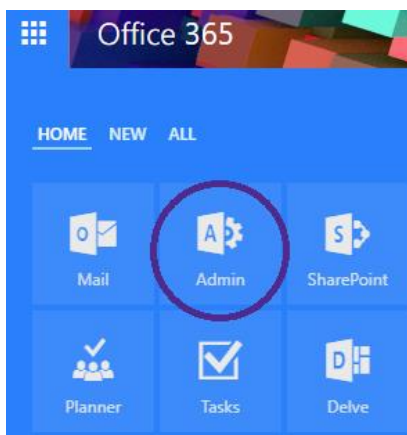 Office 365
HOME NEW ALL
Mail Admin SharePoint
Planner Tasks Delve